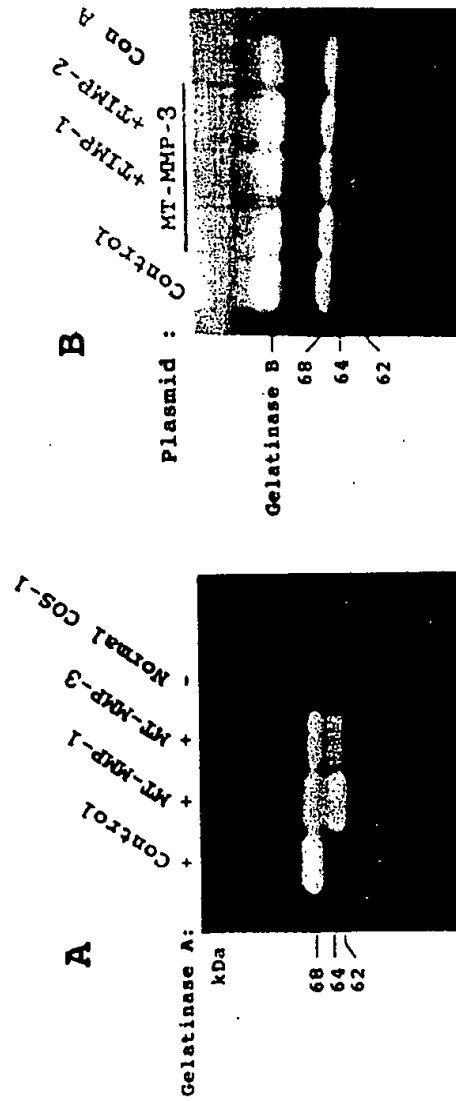 A
Control
MT-MMP-1
MT-MMP-3
Normal COS-1
Gelatinase A: + + + -
kDa
68
64
62
B
Control
+TIMP-1
+TIMP-2
Con A
Plasmid : MT-MMP-3
Gelatinase B
68
64
62